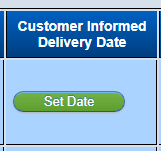 Customer Informed
Delivery Date
Set Date